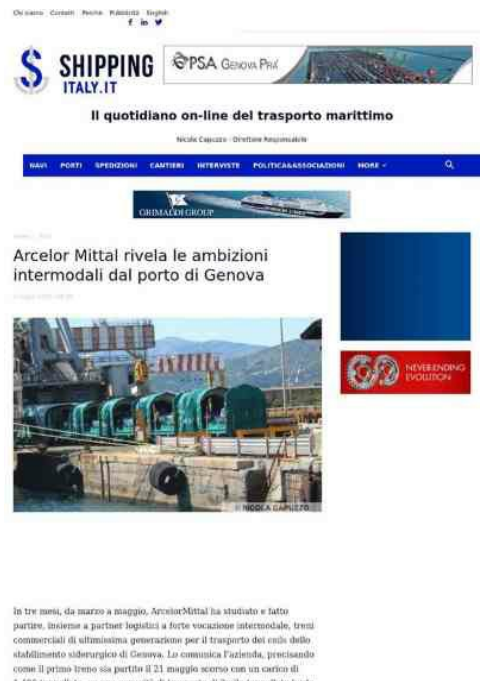 Chi siamo Contatti Perché Pubblicità English
SHIPPING
ITALY.IT
PSA GENOVA PRA'
Il quotidiano on-line del trasporto marittimo
Nicola Capuzzo - Direttore Responsabile
NAVI PORTI SPEDIZIONI CANTIERI INTERVISTE POLITICA&ASSOCIAZIONI MORE
GRIMALDI GROUP
Arcelor Mittal rivela le ambizioni
intermodali dal porto di Genova
NEVER-ENDING
EVOLUTION
© NICOLA CAPUZZO
In tre mesi, da marzo a maggio, ArcelorMittal ha studiato e fatto
partire, insieme a partner logistici a forte vocazione intermodale, treni
commerciali di ultimissima generazione per il trasporto dei coils dello
stabilimento siderurgico di Genova. Lo comunica l'azienda, precisando
come il primo treno sia partito il 21 maggio scorso con un carico di